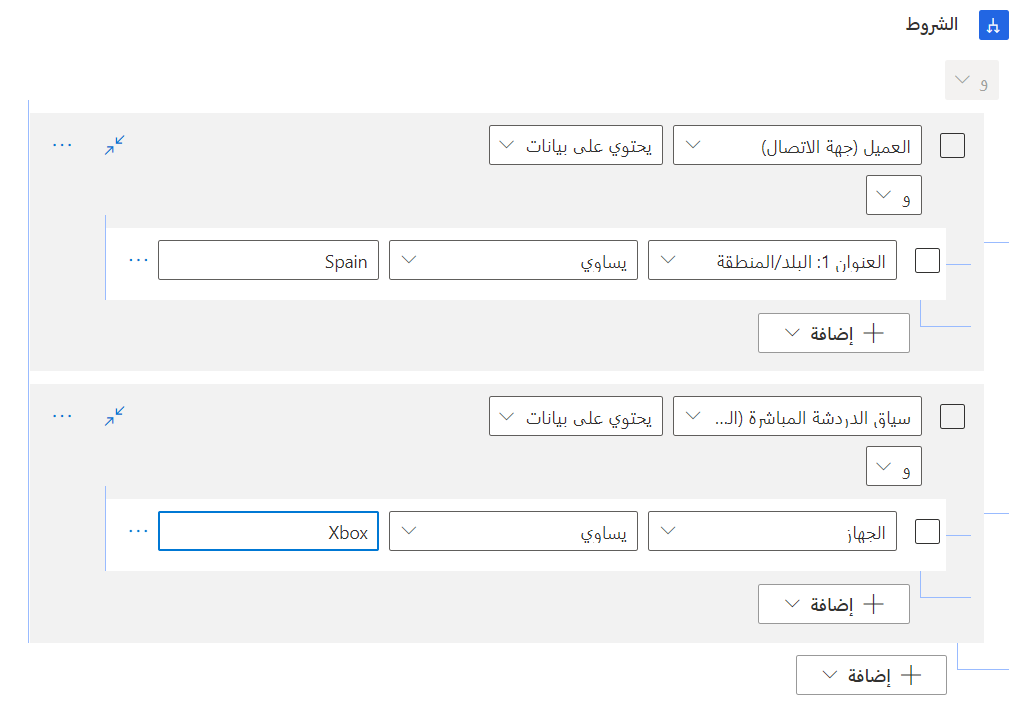 الشروط
و
العميل (جهة الاتصال) يحتوي على بيانات
و
العنوان 1: البلد/المنطقة يساوي Spain
إضافة
سياق الدردشة المباشرة (الـ... يحتوي على بيانات
و
الجهاز يساوي Xbox
إضافة
إضافة